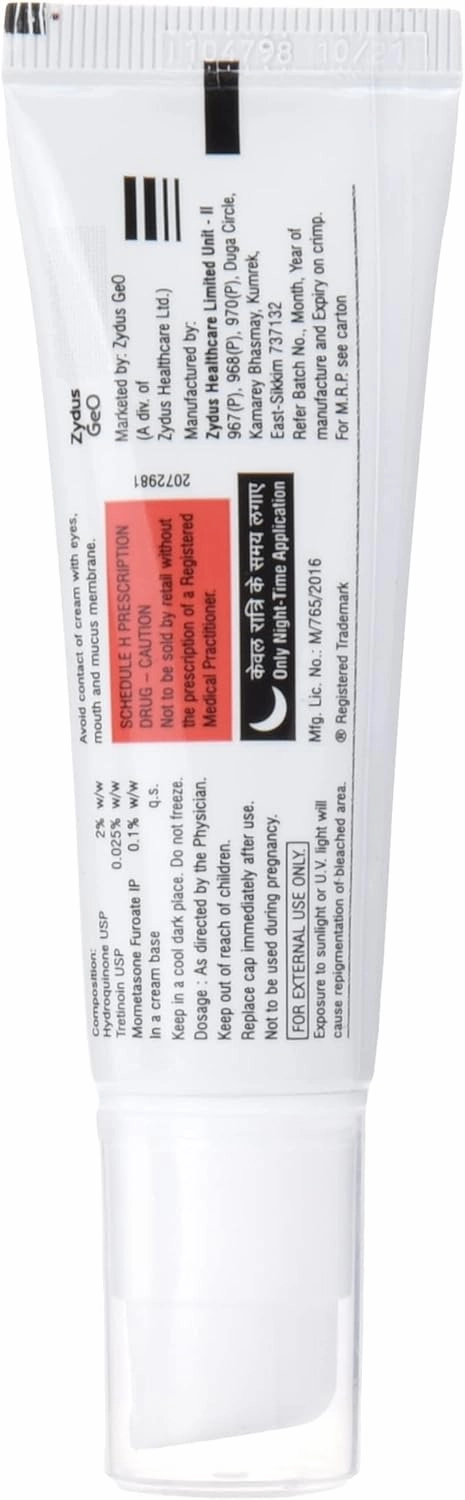 Composition:
Hydroquinone USP 2% w/w
Tretinoin USP 0.025% w/w
Mometasone Furoate IP 0.1% w/w
In a cream base q.s.
Keep in a cool dark place. Do not freeze.
Dosage : As directed by the Physician.
Keep out of reach of children.
Replace cap immediately after use.
Not to be used during pregnancy.
FOR EXTERNAL USE ONLY.
Exposure to sunlight or U.V. light will
cause repigmentation of bleached area.
Avoid contact of cream with eyes,
mouth and mucus membrane.
SCHEDULE H PRESCRIPTION
DRUG – CAUTION
Not to be sold by retail without
the prescription of a Registered
Medical Practitioner.
केवल रात्रि के समय लगाए
Only Night-Time Application
Mfg. Lic. No.: M/765/2016
® Registered Trademark
2072981
Zydus
GeO
Marketed by: Zydus GeO
(A div. of
Zydus Healthcare Ltd.)
Manufactured by:
Zydus Healthcare Limited Unit - II
967(P), 968(P), 970(P), Duga Circle,
Kamarey Bhasmay, Kumrek,
East-Sikkim 737132
Refer Batch No., Month, Year of
manufacture and Expiry on crimp.
For M.R.P. see carton
10/21